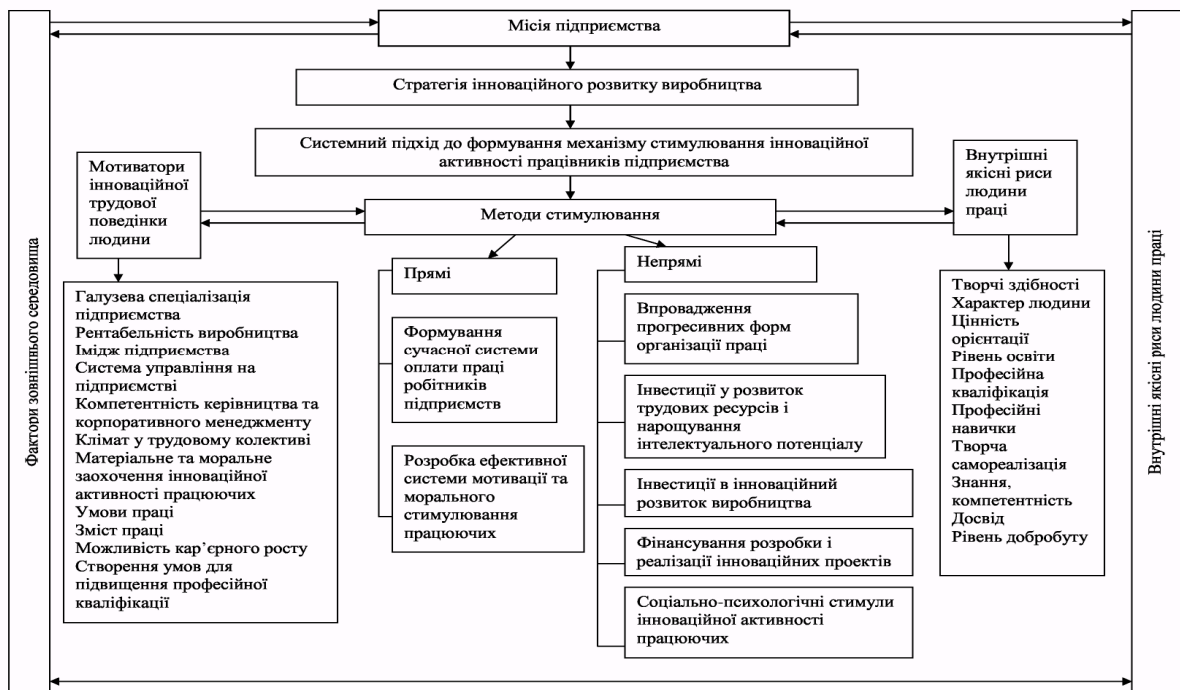 Місія підприємства
Стратегія інноваційного розвитку виробництва
Системний підхід до формування механізму стимулювання інноваційної
активності працівників підприємства
Мотиватори
інноваційної
трудової
поведінки
людини
Методи стимулювання
Внутрішні
якісні риси
людини
праці
Фактори зовнішнього середовища
Галузева спеціалізація
підприємства
Рентабельність виробництва
Імідж підприємства
Система управління на
підприємстві
Компетентність керівництва та
корпоративного менеджменту
Клімат у трудовому колективі
Матеріальне та моральне
заохочення інноваційної
активності працюючих
Умови праці
Зміст праці
Можливість кар’єрного росту
Створення умов для
підвищення професійної
кваліфікації
Прямі
Формування
сучасної системи
оплати праці
робітників
підприємств
Розробка ефективної
системи мотивації та
морального
стимулювання
працюючих
Непрямі
Впровадження
прогресивних форм
організації праці
Інвестиції у розвиток
трудових ресурсів і
нарощування
інтелектуального потенціалу
Інвестиції в інноваційний
розвиток виробництва
Фінансування розробки і
реалізації інноваційних проектів
Соціально-психологічні стимули
інноваційної активності
працюючих
Творчі здібності
Характер людини
Цінність
орієнтації
Рівень освіти
Професійна
кваліфікація
Професійні
навички
Творча
самореалізація
Знання,
компетентність
Досвід
Рівень добробуту
Внутрішні якісні риси людини праці